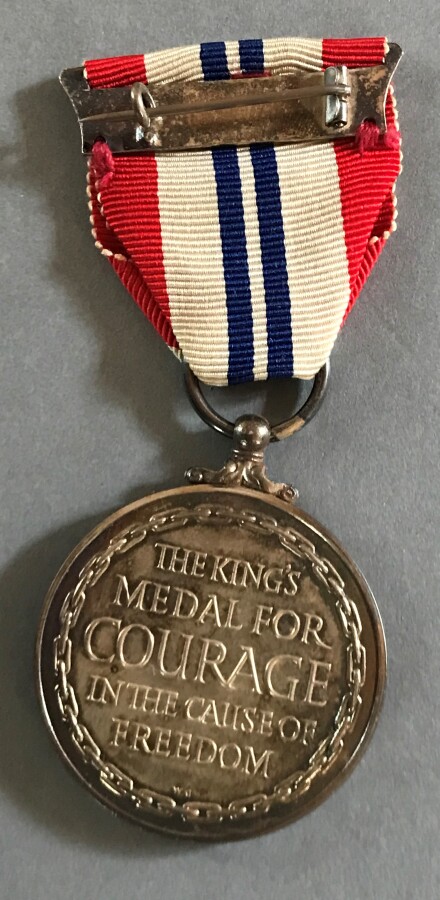 THE KING'S
MEDAL FOR
COURAGE
IN THE CAUSE OF
FREEDOM